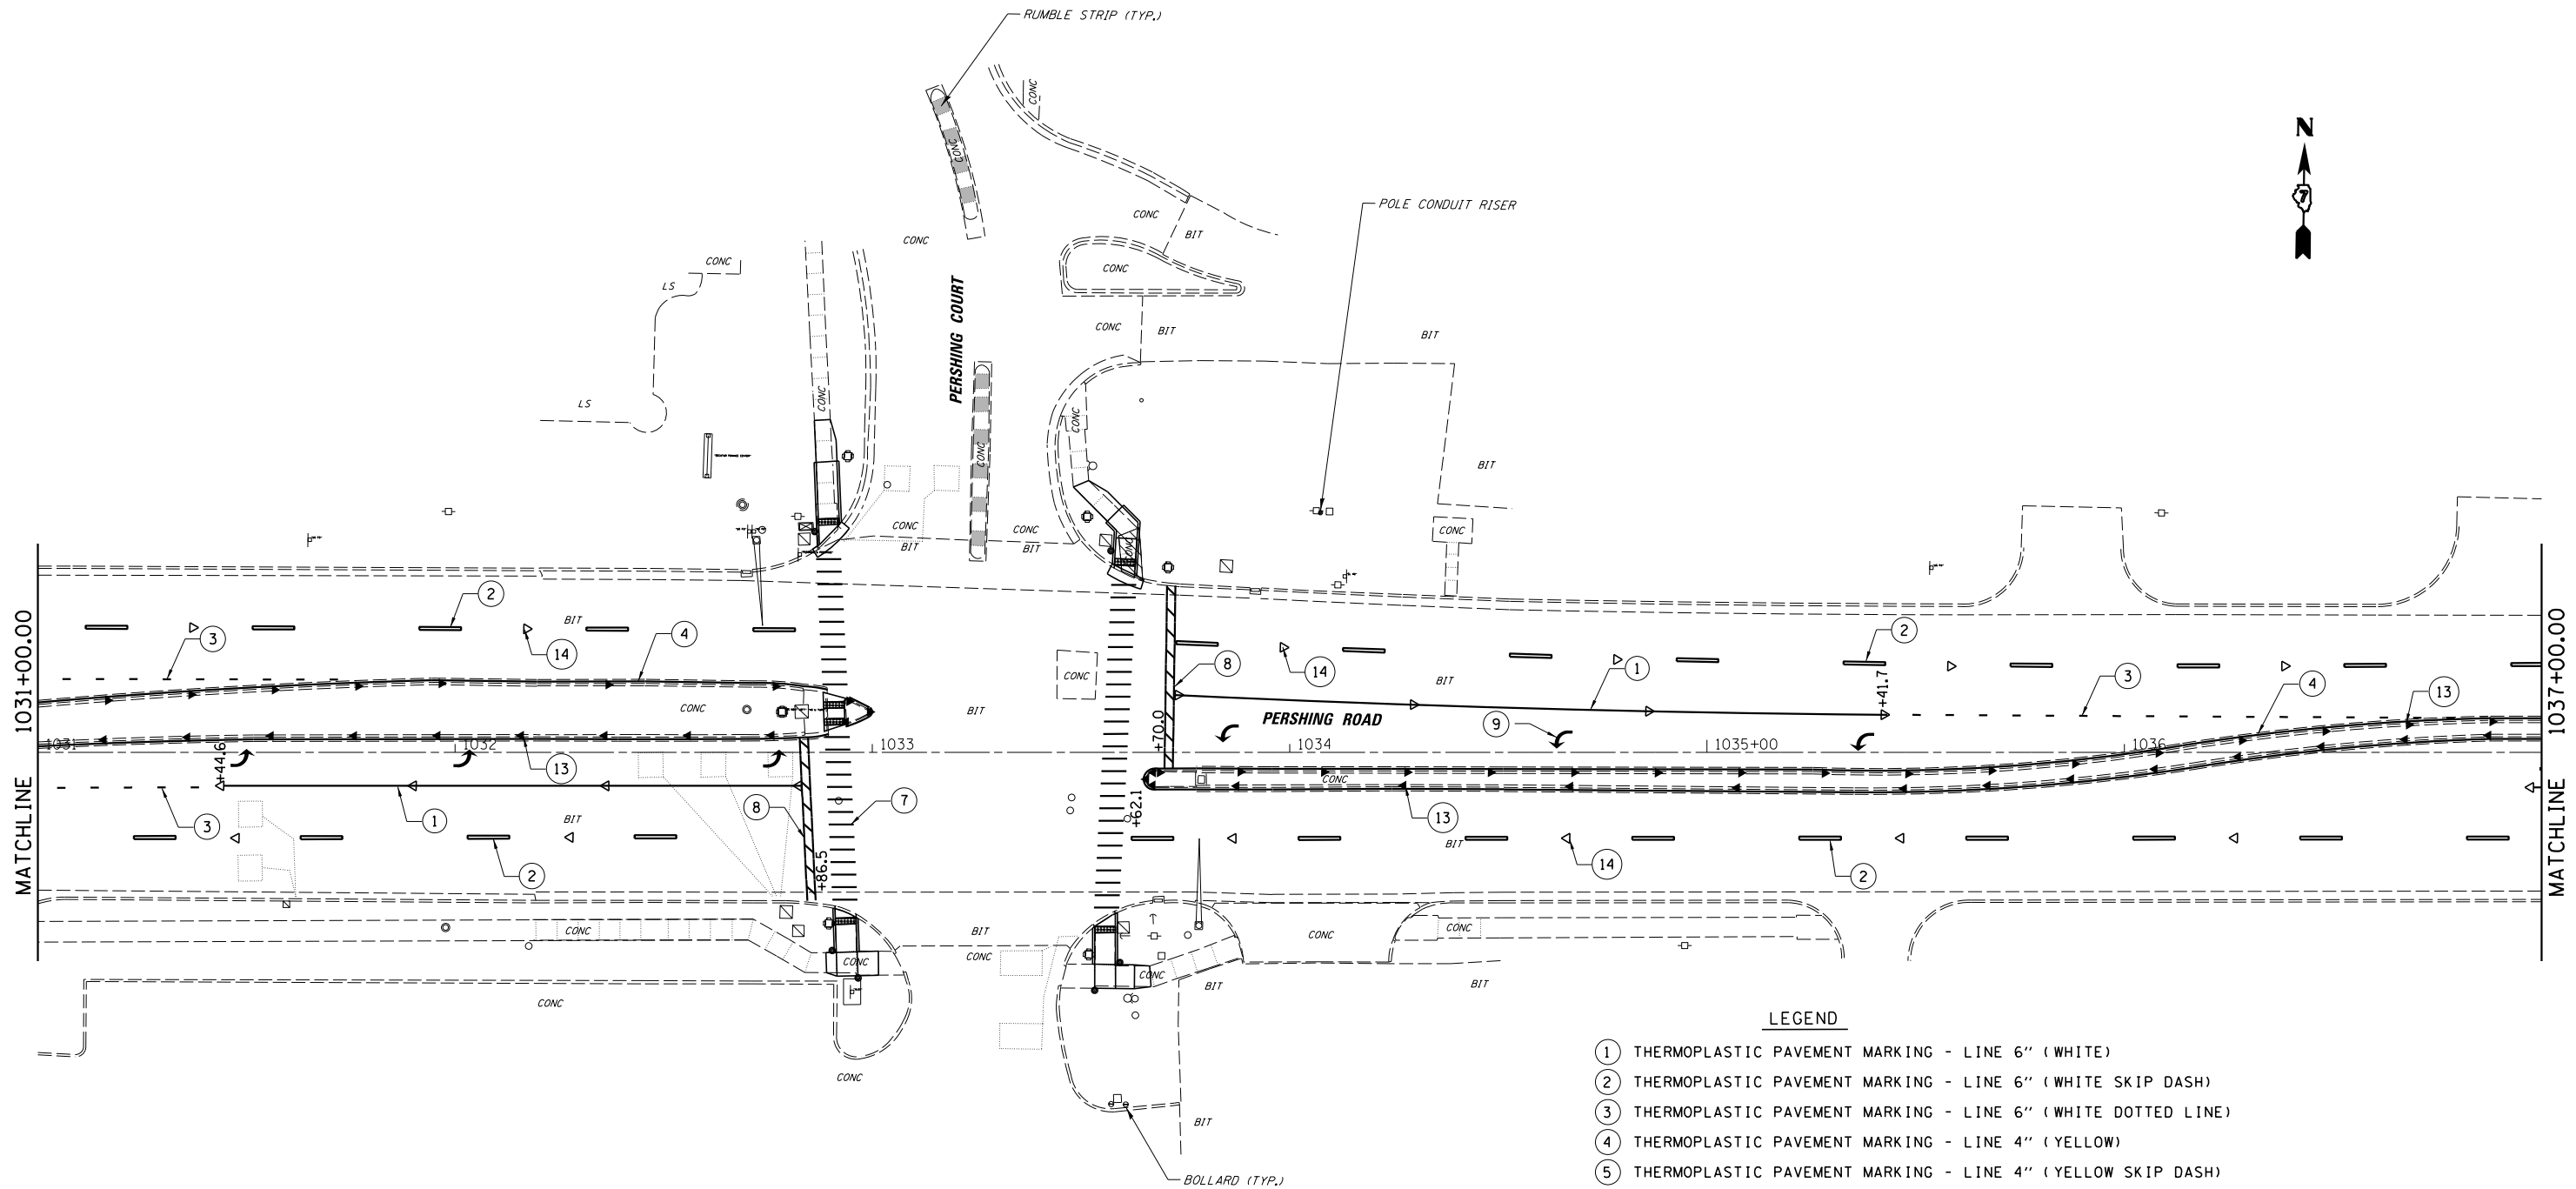 RUMBLE STRIP (TYP.)
CONC
N
7
CONC
POLE CONDUIT RISER
CONC
BIT
CONC
CONC
CONC
LS
PERSHING COURT
CONC
BIT
BIT
LS
CONC
CONC
CONC
BIT
CONC
CONC
CONC
BIT
BIT
CONC
MATCHLINE 1031+00.00
MATCHLINE 1037+00.00
2
BIT
3
14
4
8
14
1
2
BIT
3
4
13
CONC
CONC
BIT
PERSHING ROAD
9
+41.7
+70.0
1031
+44.6
1032
1033
1034
1035+00
1036
13
CONC
+62.1
3
1
BIT
8
7
13
2
+86.5
BIT
14
2
CONC
BIT
CONC
CONC
CONC
CONC
CONC
BIT
BIT
CONC
CONC
BIT
BOLLARD (TYP.)
LEGEND
1 THERMOPLASTIC PAVEMENT MARKING - LINE 6" (WHITE)
2 THERMOPLASTIC PAVEMENT MARKING - LINE 6" (WHITE SKIP DASH)
3 THERMOPLASTIC PAVEMENT MARKING - LINE 6" (WHITE DOTTED LINE)
4 THERMOPLASTIC PAVEMENT MARKING - LINE 4" (YELLOW)
5 THERMOPLASTIC PAVEMENT MARKING - LINE 4" (YELLOW SKIP DASH)